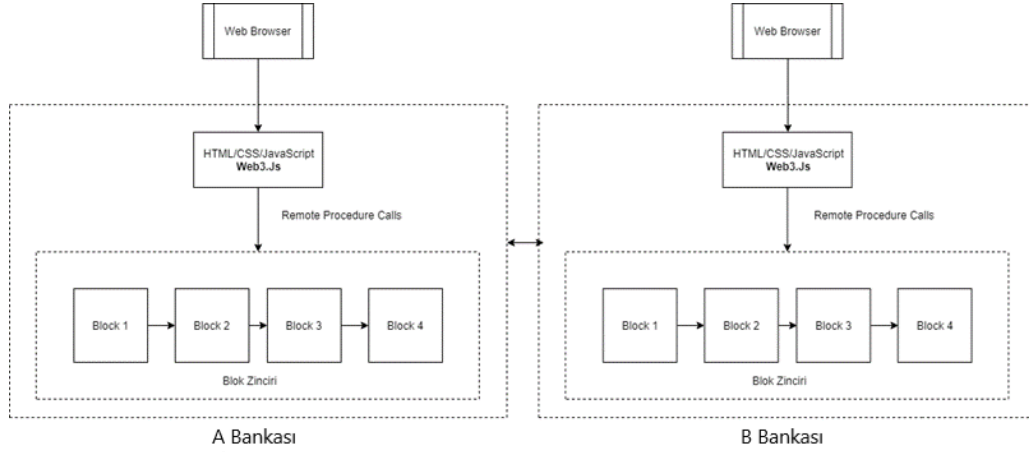 Web Browser
HTML/CSS/JavaScript
Web3.Js
Remote Procedure Calls
Block 1
Block 2
Block 3
Block 4
Blok Zinciri
A Bankası
Web Browser
HTML/CSS/JavaScript
Web3.Js
Remote Procedure Calls
Block 1
Block 2
Block 3
Block 4
Blok Zinciri
B Bankası